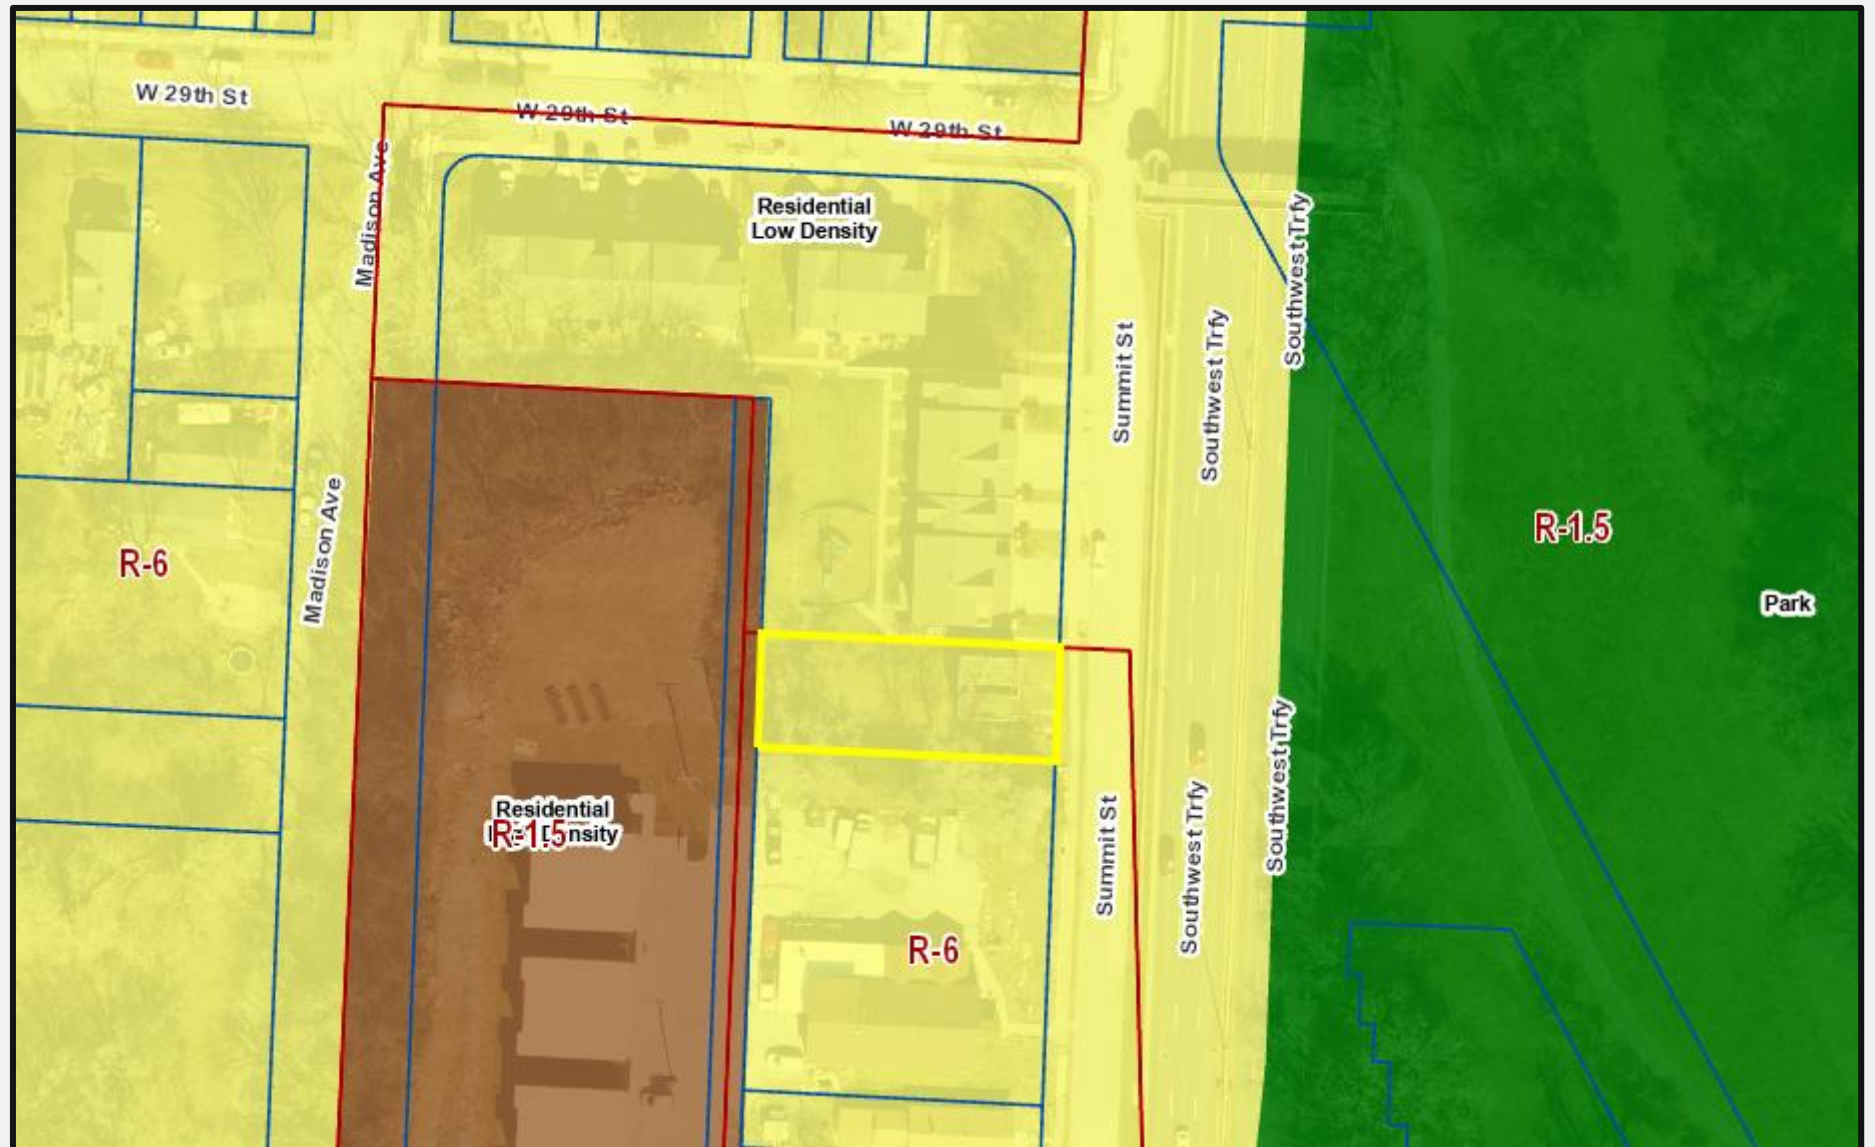 W 29th St
W 29th St
W 29th St
Madison Ave
Residential
Low Density
Southwest Trfy
Summit St
Southwest Trfy
R-1.5
R-6
Madison Ave
Park
Southwest Trfy
Residential
R-1.5
Summit St
Southwest Trfy
R-6